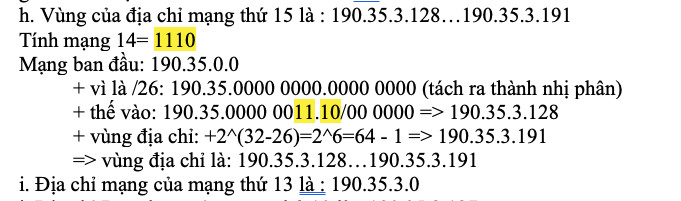 h. Vùng của địa chỉ mạng thứ 15 là : 190.35.3.128…190.35.3.191
Tính mạng 14= 1110
Mạng ban đầu: 190.35.0.0
+ vì là /26: 190.35.0000 0000.0000 0000 (tách ra thành nhị phân)
+ thế vào: 190.35.0000 0011.10/00 0000 => 190.35.3.128
+ vùng địa chỉ: +2^(32-26)=2^6=64 - 1 => 190.35.3.191
=> vùng địa chỉ là: 190.35.3.128…190.35.3.191
i. Địa chỉ mạng của mạng thứ 13 là : 190.35.3.0